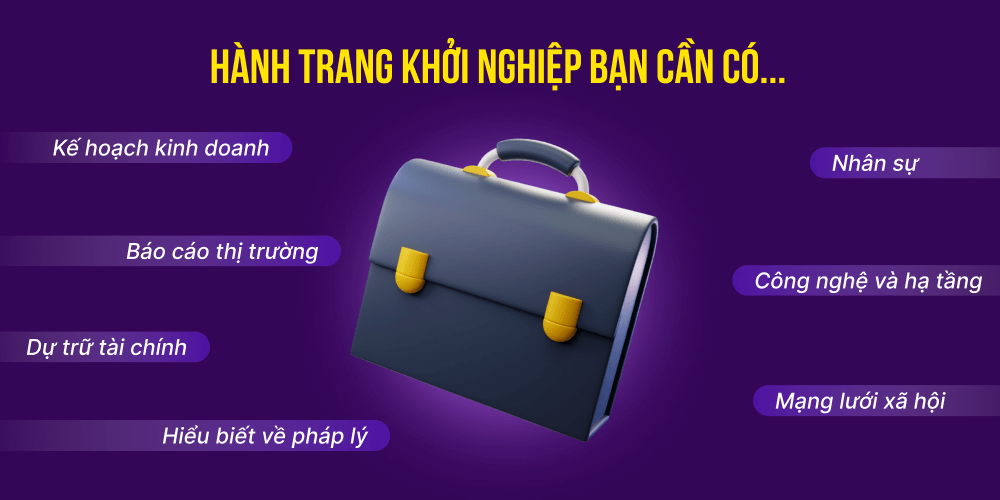 HÀNH TRANG KHỞI NGHIỆP BẠN CẦN CÓ...
Kế hoạch kinh doanh
Báo cáo thị trường
Dự trữ tài chính
Hiểu biết về pháp lý
Nhân sự
Công nghệ và hạ tầng
Mạng lưới xã hội